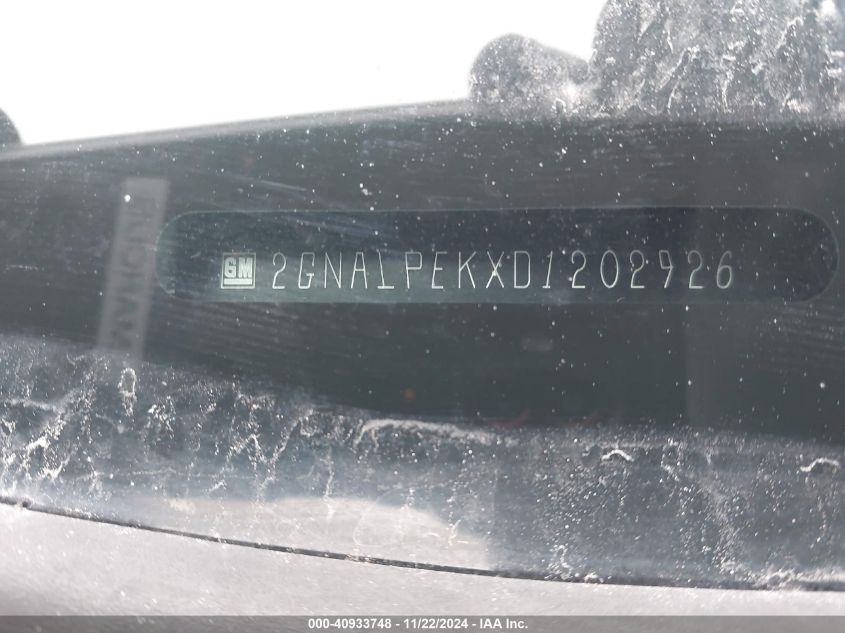 GM 2GNALPEKXD1202926
000-40933748 - 11/22/2024 - IAA Inc.